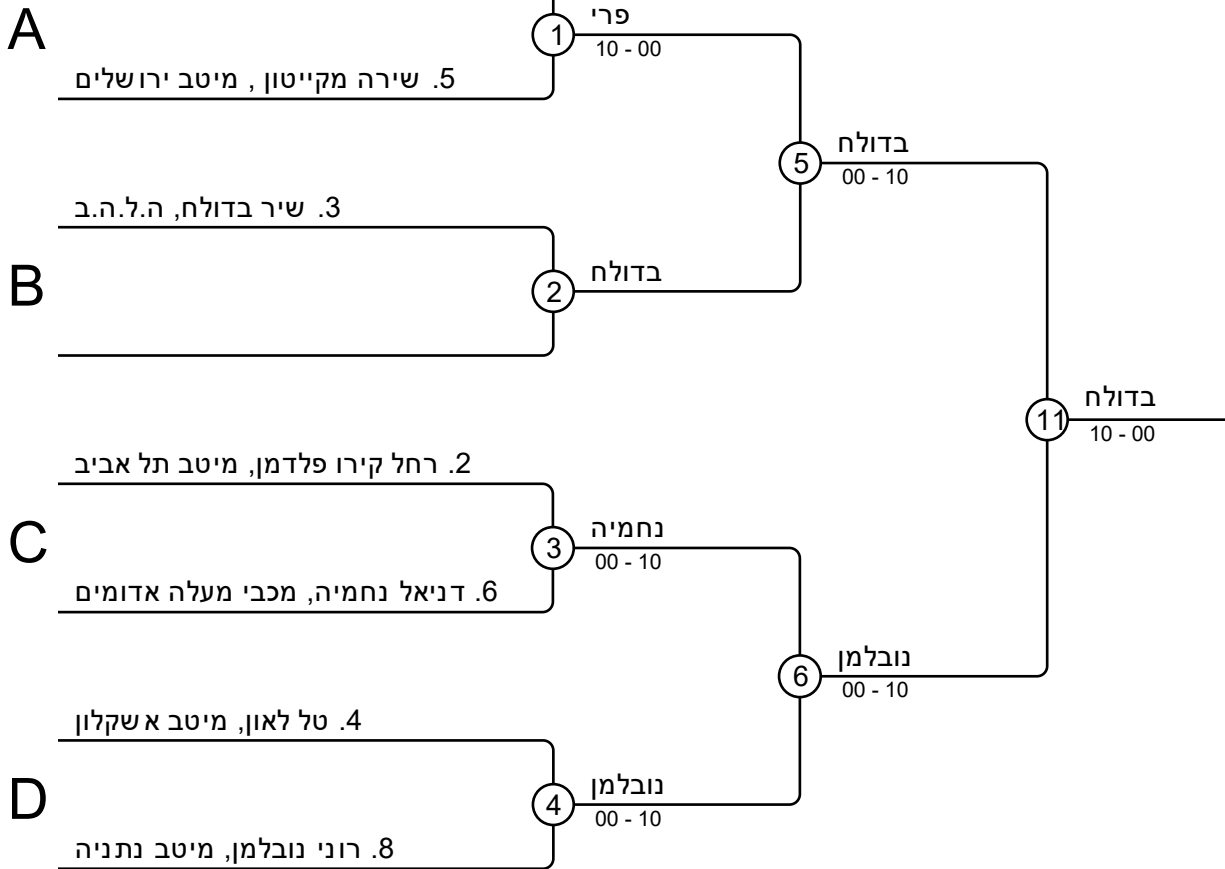 A
1
פרי
10 - 00
5. שירה מקייטון , מיטב ירושלים
5
בדולח
00 - 10
3. שיר בדולח, ה.ל.ה.ב
B
2
בדולח
11
בדולח
10 - 00
2. רחל קירו פלדמן, מיטב תל אביב
C
3
נחמיה
00 - 10
6. דניאל נחמיה, מכבי מעלה אדומים
6
נובלמן
00 - 10
4. טל לאון, מיטב אשקלון
D
4
נובלמן
00 - 10
8. רוני נובלמן, מיטב נתניה